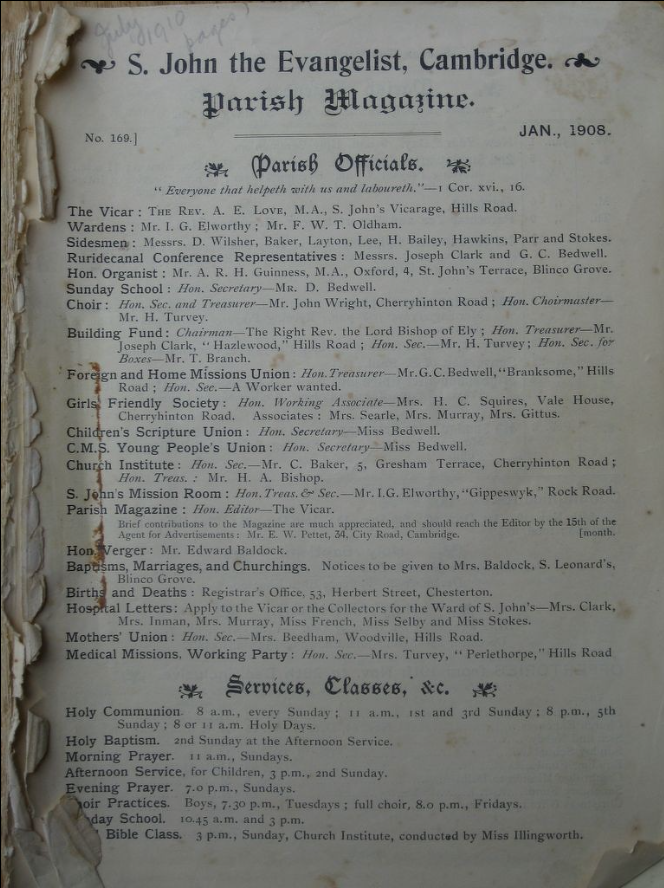 July
1910
pages
S. John the Evangelist, Cambridge.
Parish Magazine.
No. 169.]
JAN., 1908.
Parish Officials.
"Everyone that helpeth with us and laboureth."—1 Cor. xvi., 16.
The Vicar: THE REV. A. E. LOVE, M.A., S. John's Vicarage, Hills Road.
Wardens: Mr. I. G. Elworthy; Mr. F. W. T. Oldham.
Sidesmen: Messrs. D. Wilsher, Baker, Layton, Lee, H. Bailey, Hawkins, Parr and Stokes.
Ruridecanal Conference Representatives: Messrs. Joseph Clark and G. C. Bedwell.
Hon. Organist: Mr. A. R. H. Guinness, M.A., Oxford, 4, St. John's Terrace, Blinco Grove.
Sunday School: Hon. Secretary—MR. D. Bedwell.
Choir: Hon. Sec. and Treasurer—Mr. John Wright, Cherryhinton Road; Hon. Choirmaster—
Mr. H. Turvey.
Building Fund: Chairman—The Right Rev. the Lord Bishop of Ely; Hon. Treasurer—Mr.
Joseph Clark, "Hazlewood," Hills Road; Hon. Sec.—Mr. H. Turvey; Hon. Sec. for
Boxes—Mr. T. Branch.
Foreign and Home Missions Union: Hon. Treasurer—Mr. G. C. Bedwell, "Branksome," Hills
Road; Hon. Sec.—A Worker wanted.
Girls Friendly Society: Hon. Working Associate—Mrs. H. C. Squires, Vale House,
Cherryhinton Road. Associates: Mrs. Searle, Mrs. Murray, Mrs. Gittus.
Children's Scripture Union: Hon. Secretary—Miss Bedwell.
C.M.S. Young People's Union: Hon. Secretary—Miss Bedwell.
Church Institute: Hon. Sec.—Mr. C. Baker, 5, Gresham Terrace, Cherryhinton Road;
Hon. Treas.: Mr. H. A. Bishop.
S. John's Mission Room: Hon. Treas. & Sec.—Mr. I. G. Elworthy, "Gippeswyk," Rock Road.
Parish Magazine: Hon. Editor—The Vicar.
Brief contributions to the Magazine are much appreciated, and should reach the Editor by the 15th of the
Agent for Advertisements: Mr. E. W. Pettet, 34, City Road, Cambridge. [month.
Hon. Verger: Mr. Edward Baldock.
Baptisms, Marriages, and Churchings. Notices to be given to Mrs. Baldock, S. Leonard's,
Blinco Grove.
Births and Deaths: Registrar's Office, 53, Herbert Street, Chesterton.
Hospital Letters: Apply to the Vicar or the Collectors for the Ward of S. John's—Mrs. Clark,
Mrs. Inman, Mrs. Murray, Miss French, Miss Selby and Miss Stokes.
Mothers' Union: Hon. Sec.—Mrs. Beedham, Woodville, Hills Road.
Medical Missions, Working Party: Hon. Sec.—Mrs. Turvey, "Perlethorpe," Hills Road
Services, Classes, &c.
Holy Communion. 8 a.m., every Sunday; 11 a.m., 1st and 3rd Sunday; 8 p.m., 5th
Sunday; 8 or 11 a.m. Holy Days.
Holy Baptism. 2nd Sunday at the Afternoon Service.
Morning Prayer. 11 a.m., Sundays.
Afternoon Service, for Children, 3 p.m., 2nd Sunday.
Evening Prayer. 7.0 p.m., Sundays.
oir Practices. Boys, 7.30 p.m., Tuesdays; full choir, 8.0 p.m., Fridays.
day School. 10.45 a.m. and 3 p.m.
Bible Class. 3 p.m., Sunday, Church Institute, conducted by Miss Illingworth.